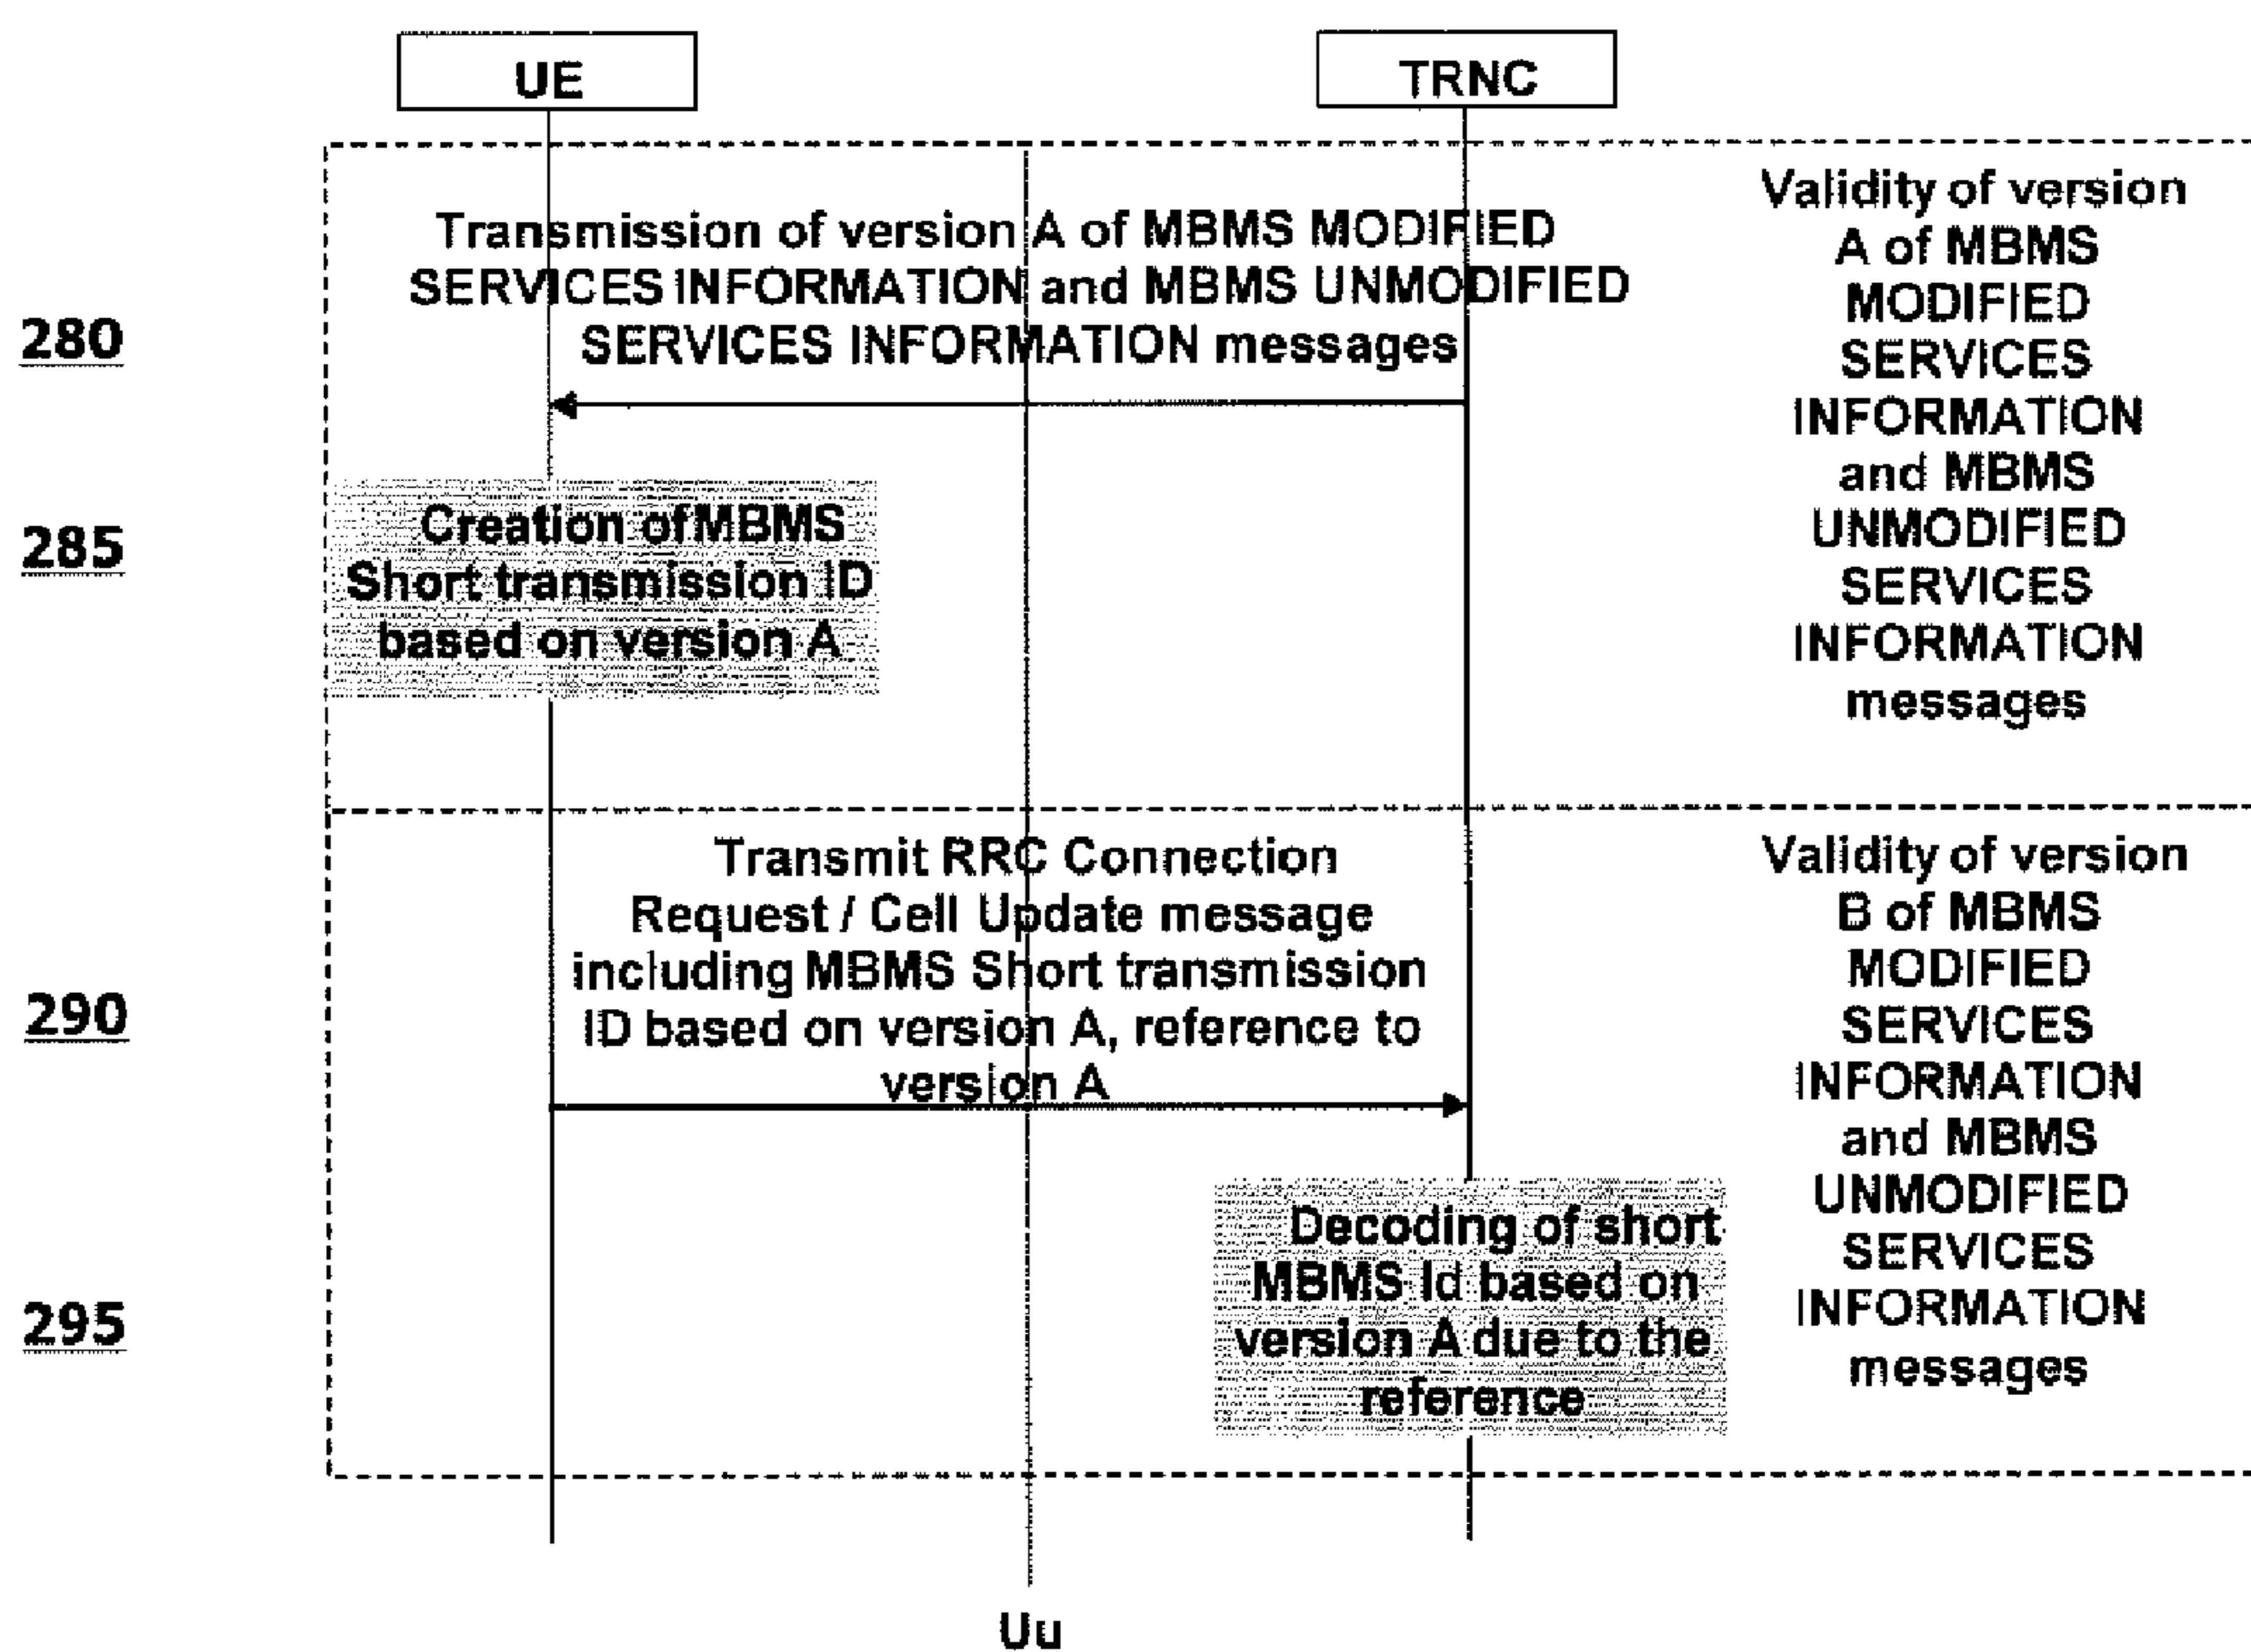 UE
TRNC
Transmission of version A of MBMS MODIFIED
SERVICES INFORMATION and MBMS UNMODIFIED
SERVICES INFORMATION messages
Validity of version
A of MBMS
MODIFIED
SERVICES
INFORMATION
and MBMS
UNMODIFIED
SERVICES
INFORMATION
messages
280
285
Creation of MBMS
Short transmission ID
based on version A
Transmit RRC Connection
Request / Cell Update message
including MBMS Short transmission
ID based on version A, reference to
version A
Validity of version
B of MBMS
MODIFIED
SERVICES
INFORMATION
and MBMS
UNMODIFIED
SERVICES
INFORMATION
messages
290
295
Decoding of short
MBMS Id based on
version A due to the
reference
Uu